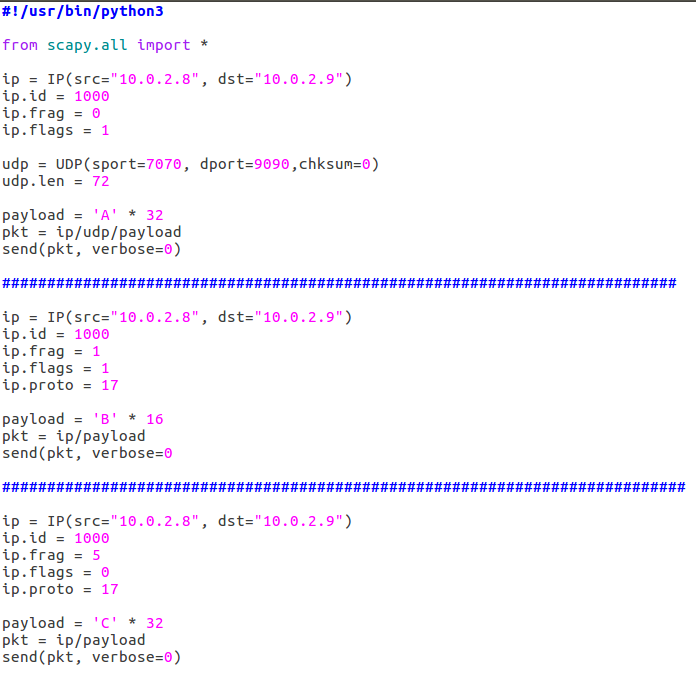 #!/usr/bin/python3
from scapy.all import *
ip = IP(src="10.0.2.8", dst="10.0.2.9")
ip.id = 1000
ip.frag = 0
ip.flags = 1
udp = UDP(sport=7070, dport=9090,chksum=0)
udp.len = 72
payload = 'A' * 32
pkt = ip/udp/payload
send(pkt, verbose=0)
###########################################################################
ip = IP(src="10.0.2.8", dst="10.0.2.9")
ip.id = 1000
ip.frag = 1
ip.flags = 1
ip.proto = 17
payload = 'B' * 16
pkt = ip/payload
send(pkt, verbose=0
############################################################################
ip = IP(src="10.0.2.8", dst="10.0.2.9")
ip.id = 1000
ip.frag = 5
ip.flags = 0
ip.proto = 17
payload = 'C' * 32
pkt = ip/payload
send(pkt, verbose=0)